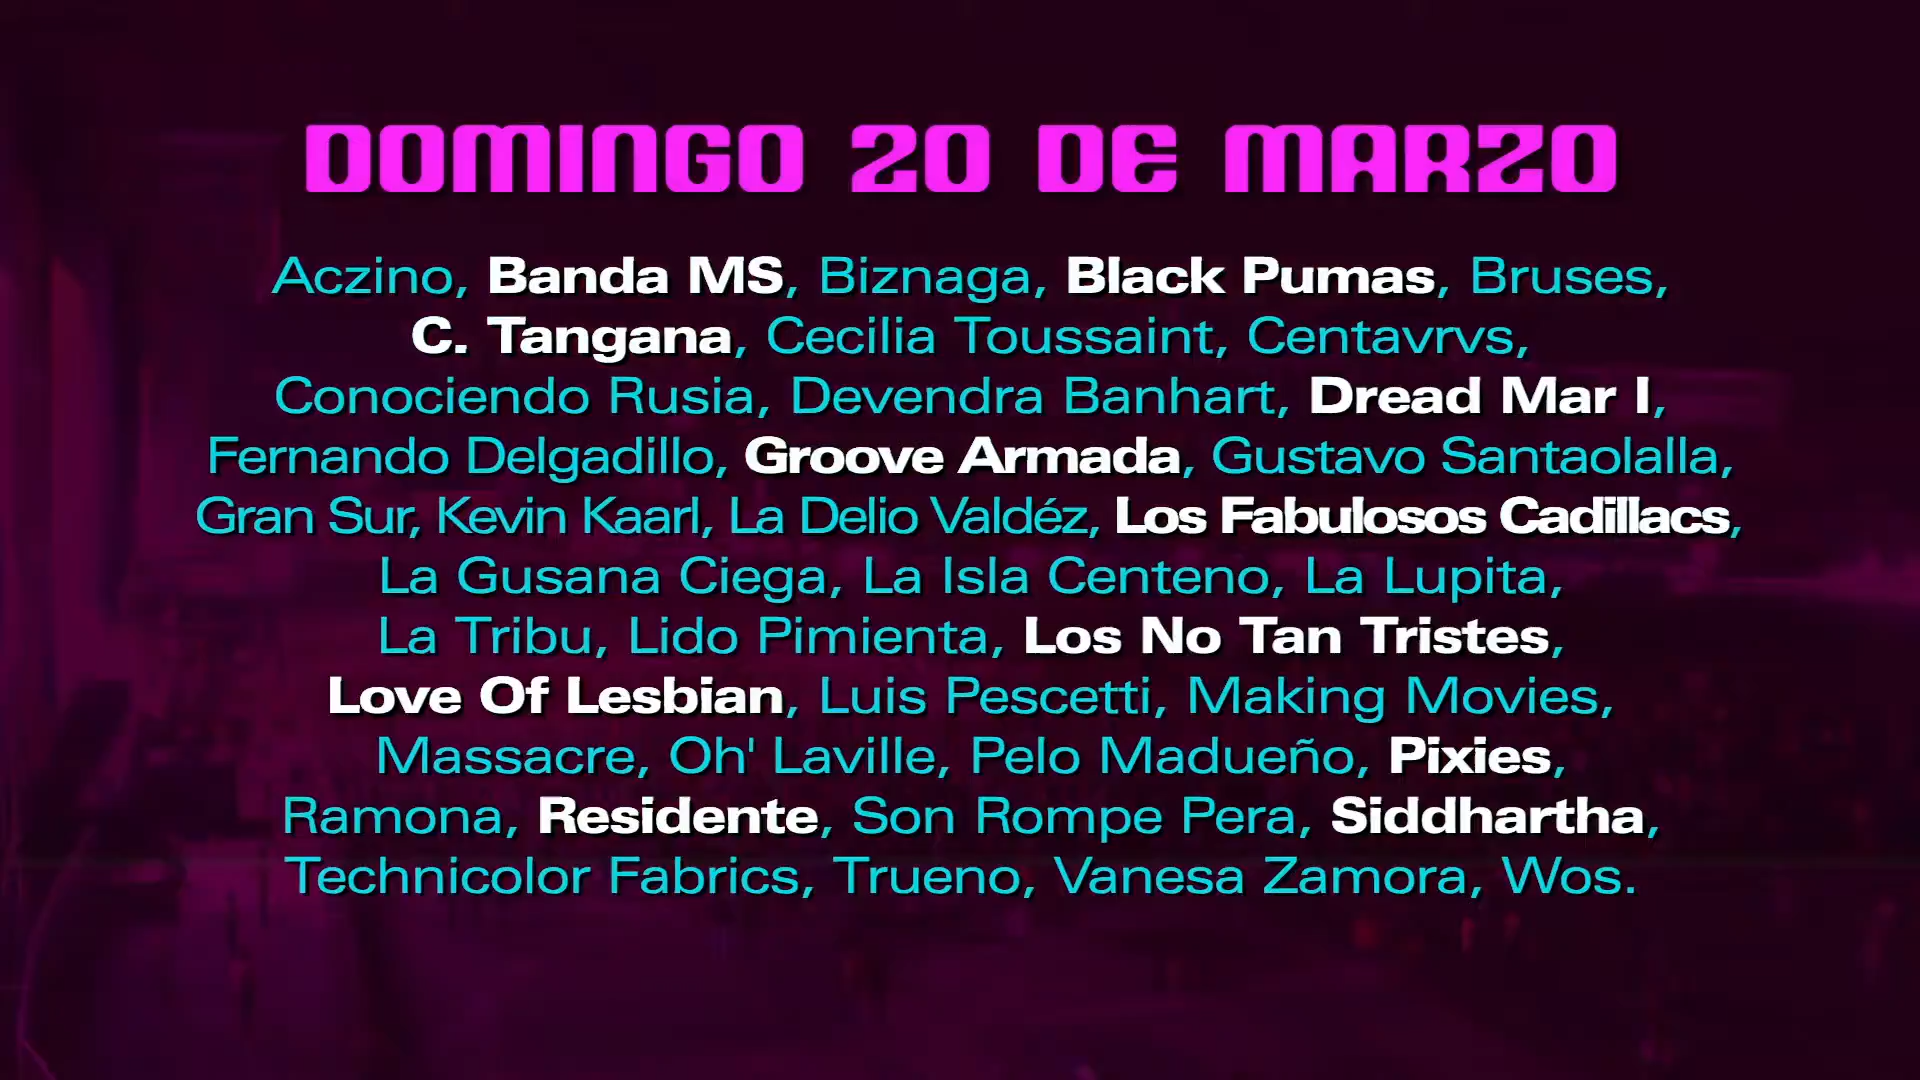 DOMINGO 20 DE MARZO
Aczino, Banda MS, Biznaga, Black Pumas, Bruses,
C. Tangana, Cecilia Toussaint, Centavrvs,
Conociendo Rusia, Devendra Banhart, Dread Mar I,
Fernando Delgadillo, Groove Armada, Gustavo Santaolalla,
Gran Sur, Kevin Kaarl, La Delio Valdéz, Los Fabulosos Cadillacs,
La Gusana Ciega, La Isla Centeno, La Lupita,
La Tribu, Lido Pimienta, Los No Tan Tristes,
Love Of Lesbian, Luis Pescetti, Making Movies,
Massacre, Oh' Laville, Pelo Madueño, Pixies,
Ramona, Residente, Son Rompe Pera, Siddhartha,
Technicolor Fabrics, Trueno, Vanesa Zamora, Wos.